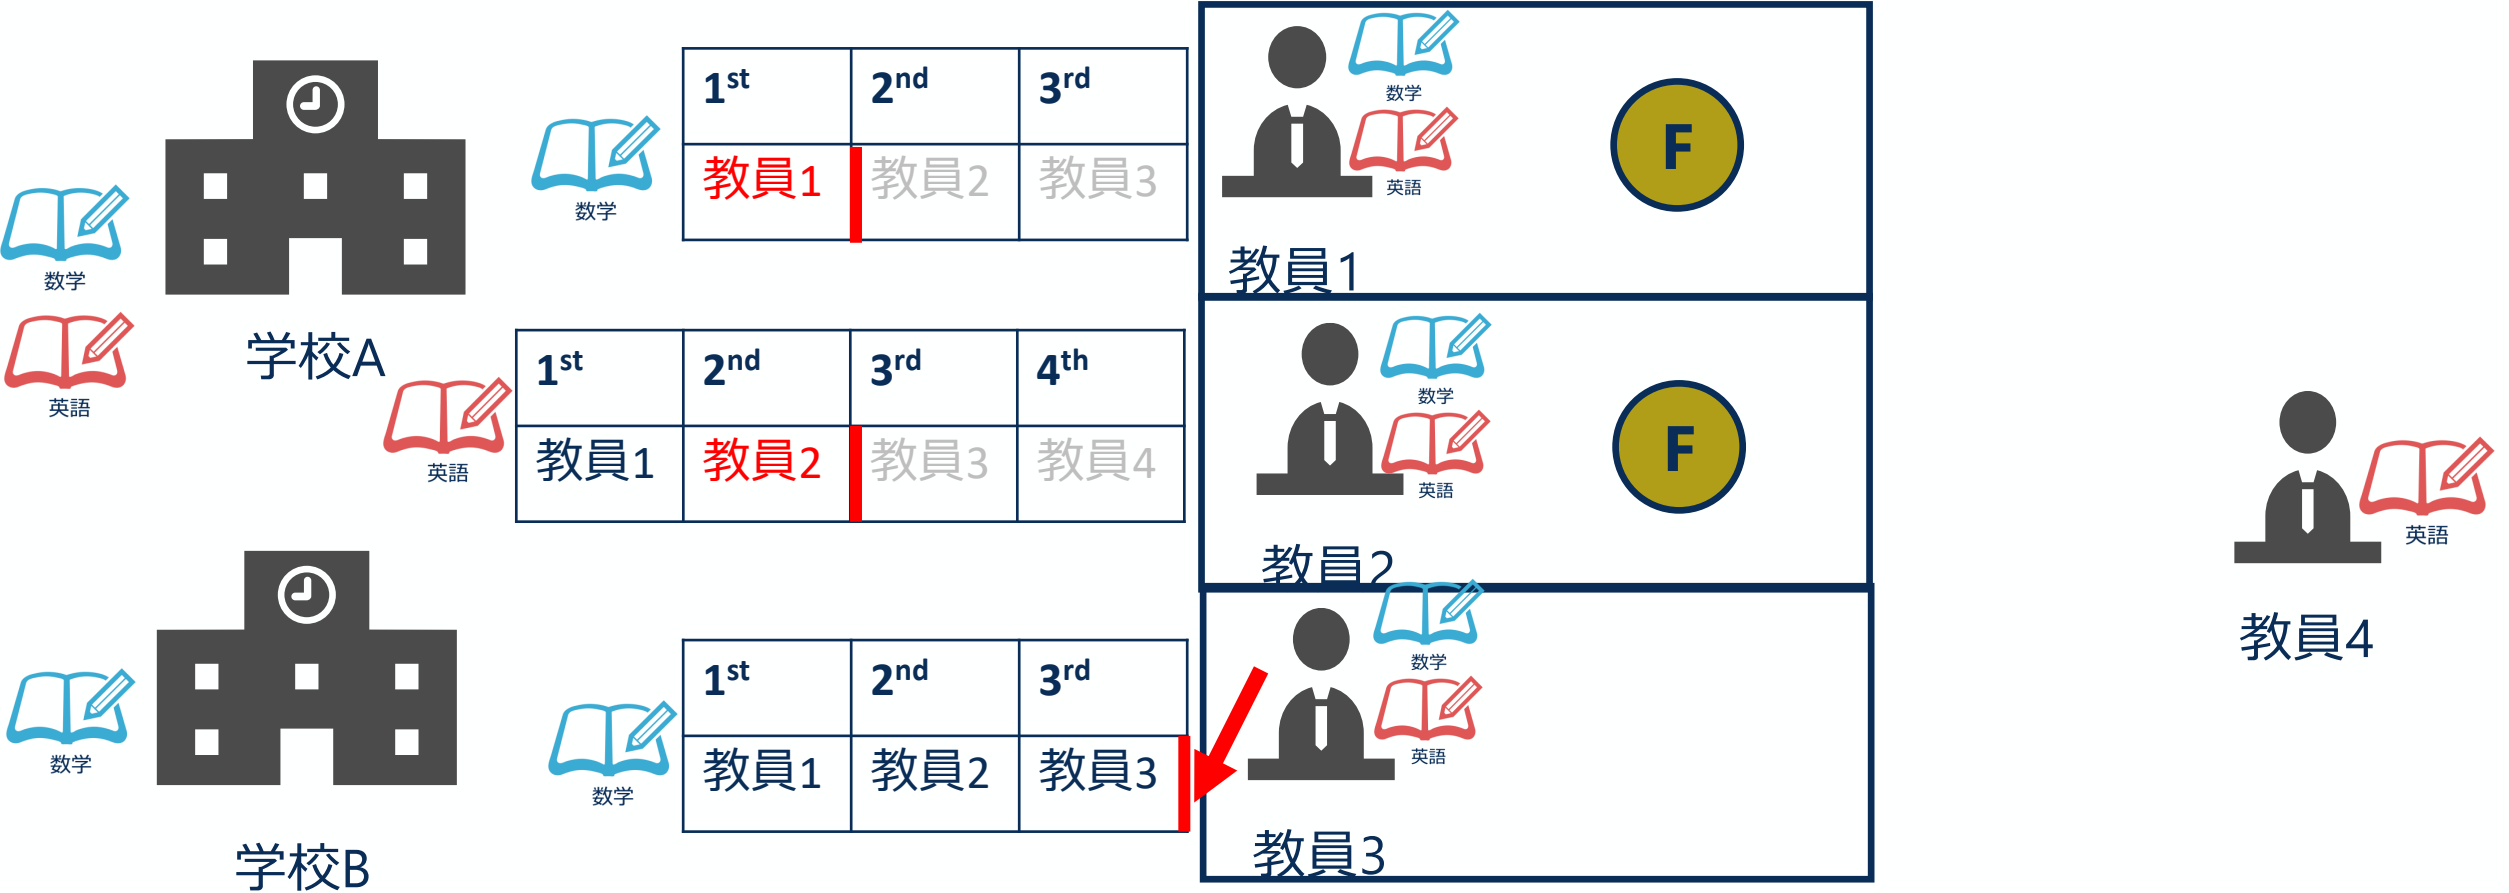 数学
英語
学校A
数学
1st 2nd 3rd
教員1 教員2 教員3
英語
1st 2nd 3rd 4th
教員1 教員2 教員3 教員4
数学
学校B
数学
1st 2nd 3rd
教員1 教員2 教員3
数学
英語
教員1
F
数学
英語
教員2
F
数学
英語
教員3
英語
教員4